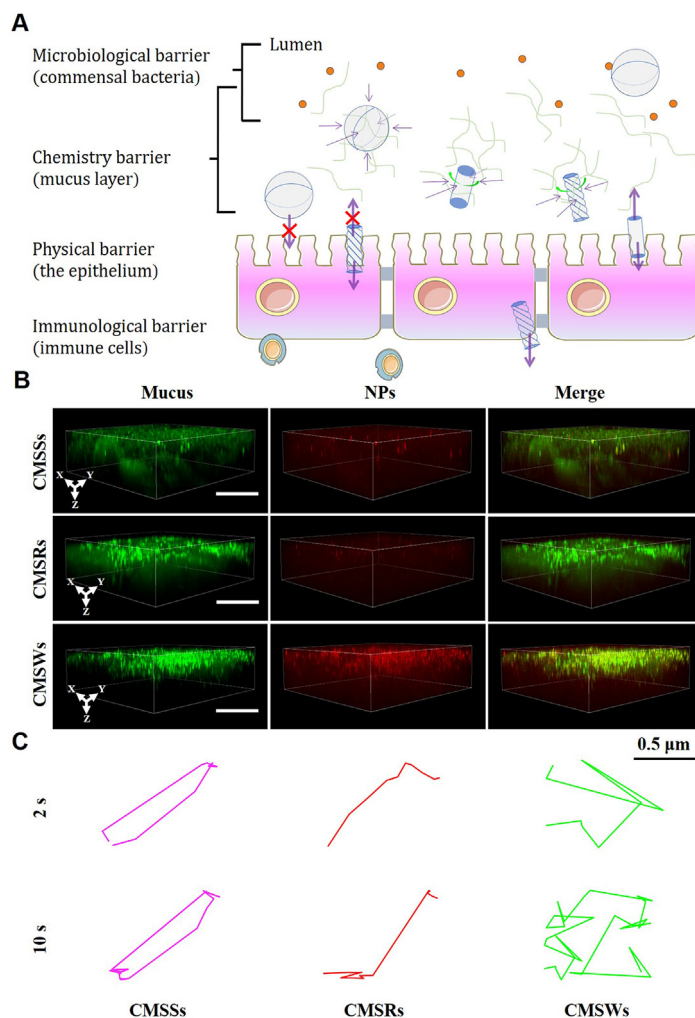 A
Microbiological barrier
(commensal bacteria)
Lumen
Chemistry barrier
(mucus layer)
Physical barrier
(the epithelium)
Immunological barrier
(immune cells)
B
Mucus
NPs
Merge
CMSSs
X Y
Z
CMSRs
X Y
Z
CMSWs
X Y
Z
C
0.5 μm
2 s
10 s
CMSSs
CMSRs
CMSWs